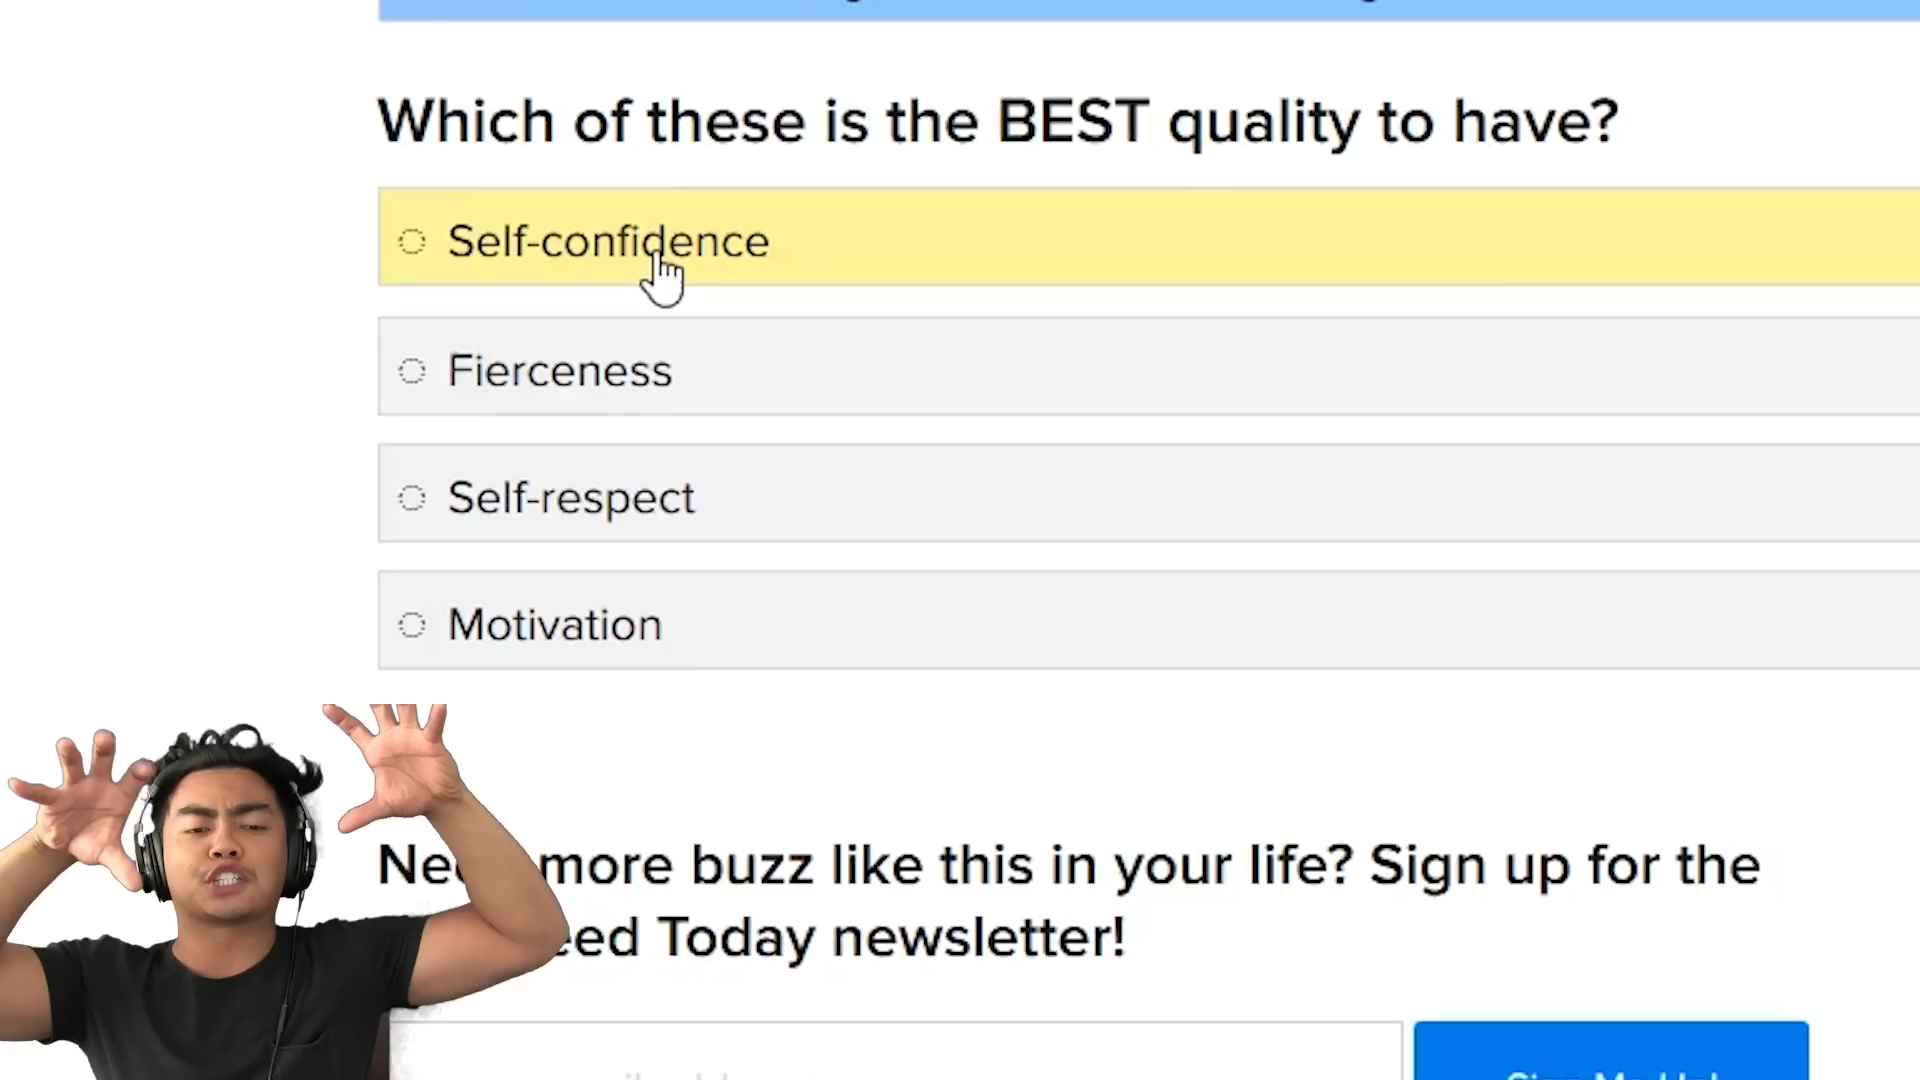 Which of these is the BEST quality to have?
Self-confidence
Fierceness
Self-respect
Motivation
more buzz like this in your life? Sign up for the
Today newsletter!